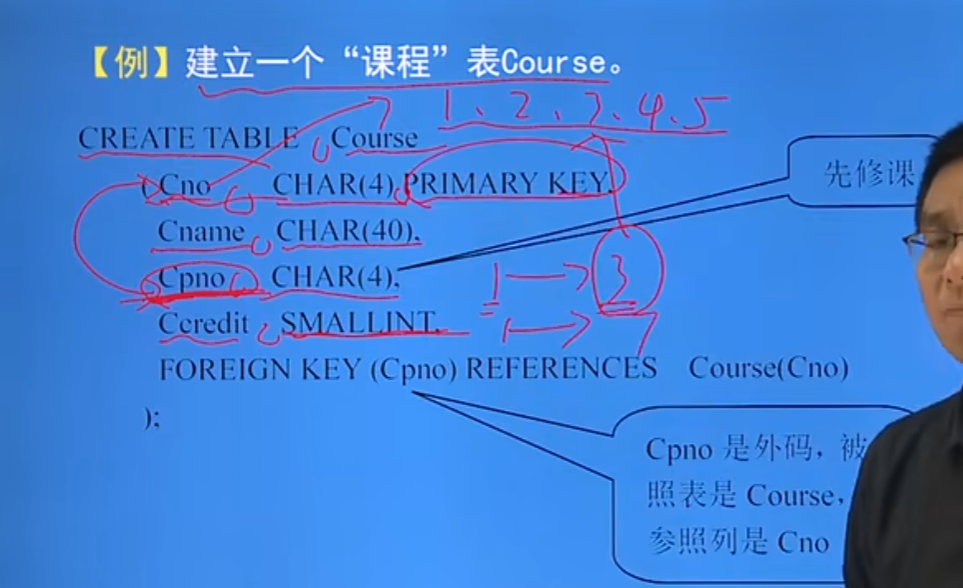 【例】建立一个“课程”表Course。
1、2、3、4、5
CREATE TABLE Course
(Cno CHAR(4) PRIMARY KEY,
先修课
Cname CHAR(40),
Cpno CHAR(4),
1 → 3
Ccredit SMALLINT,
1 → 7
FOREIGN KEY (Cpno) REFERENCES Course(Cno)
);
Cpno 是外码，被
照表是 Course，
参照列是 Cno